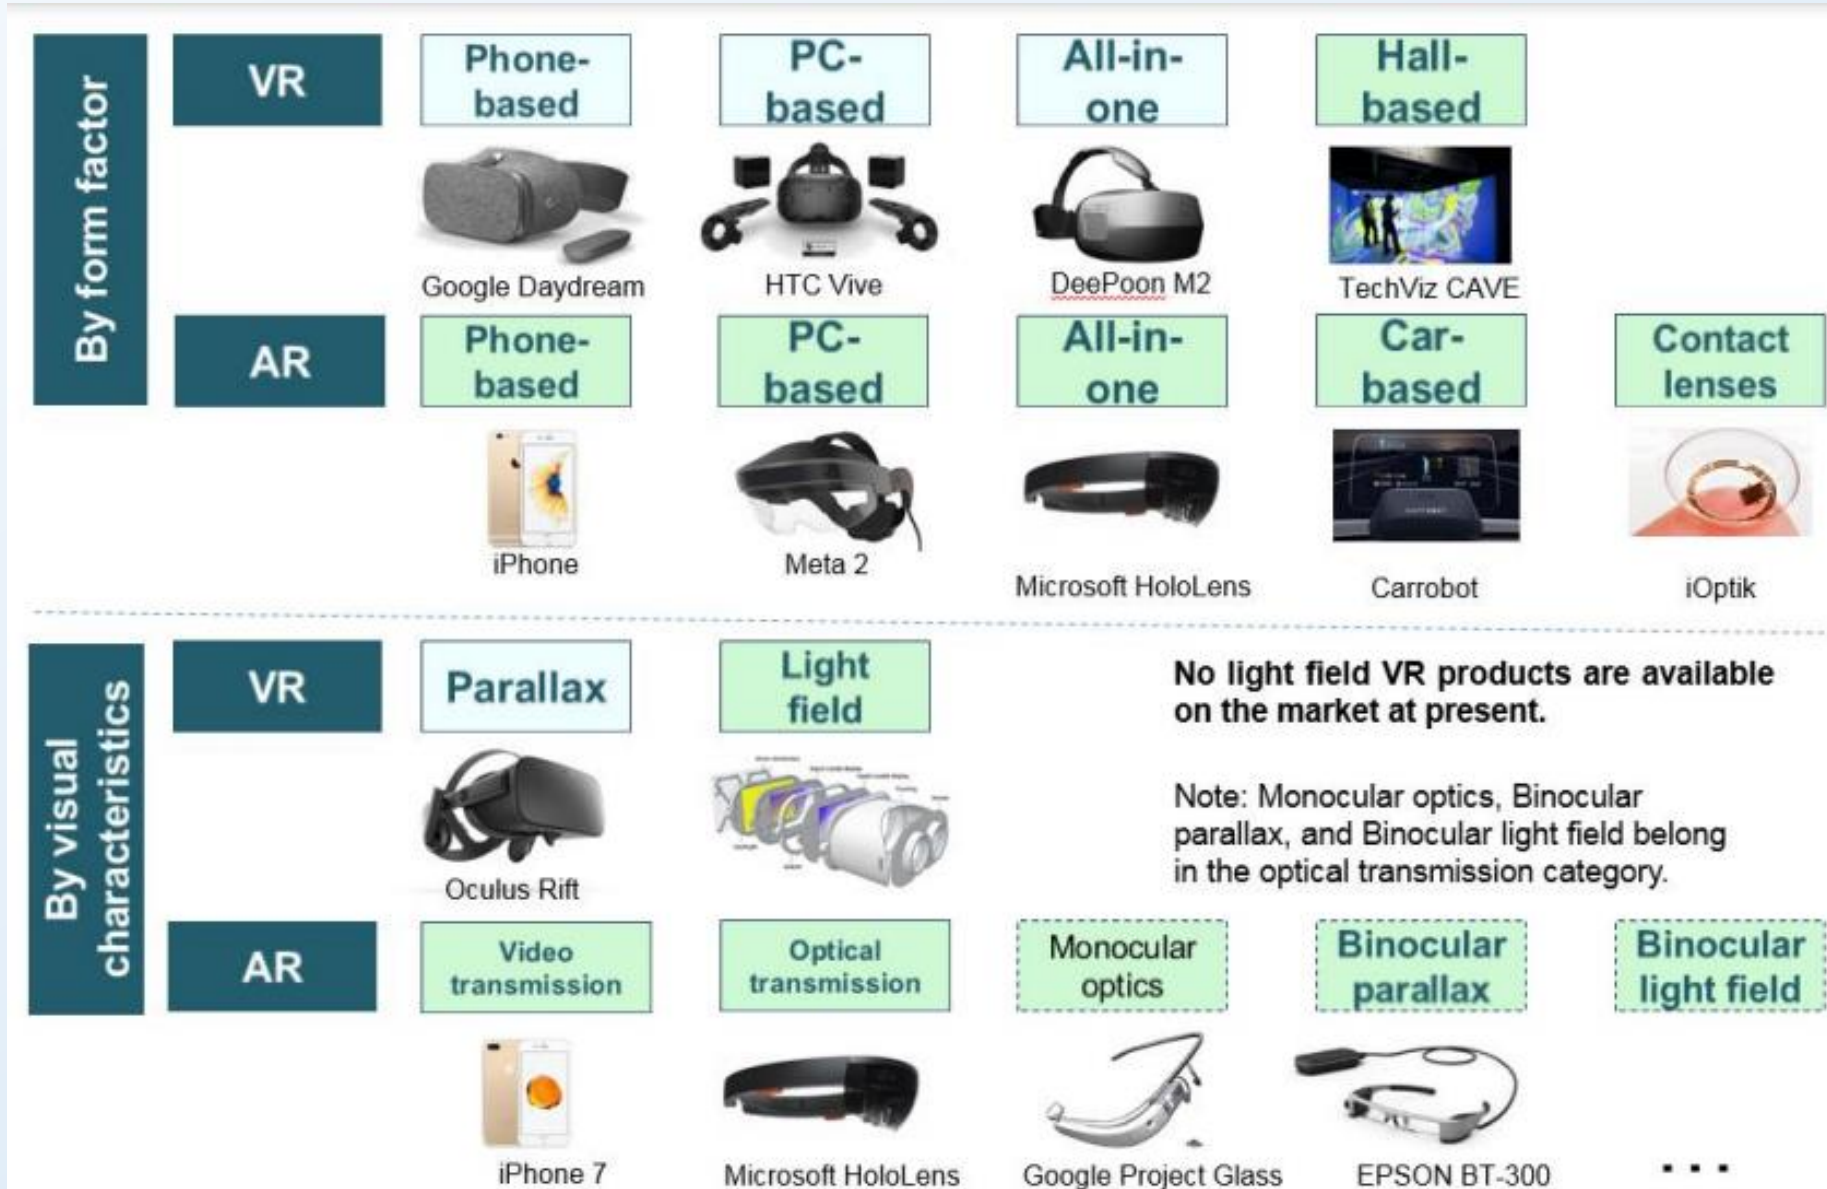 By form factor
VR
Phone-
based
PC-
based
All-in-
one
Hall-
based
Google Daydream
HTC Vive
DeePoon M2
TechViz CAVE
AR
Phone-
based
PC-
based
All-in-
one
Car-
based
Contact
lenses
iPhone
Meta 2
Microsoft HoloLens
Carrobot
iOptik
By visual
characteristics
VR
Parallax
Light
field
No light field VR products are available
on the market at present.
Note: Monocular optics, Binocular
parallax, and Binocular light field belong
in the optical transmission category.
Oculus Rift
AR
Video
transmission
Optical
transmission
Monocular
optics
Binocular
parallax
Binocular
light field
iPhone 7
Microsoft HoloLens
Google Project Glass
EPSON BT-300
...